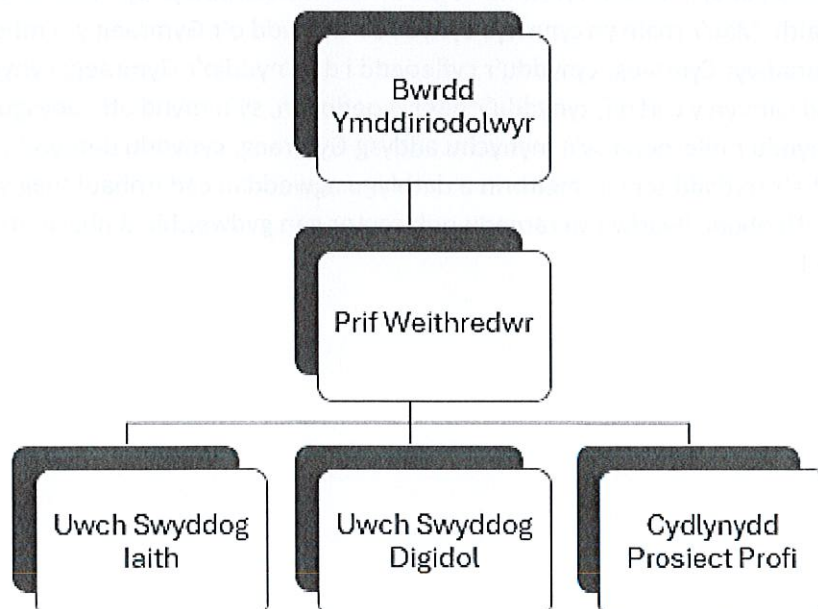 Bwrdd
Ymddiriodolwyr
Prif Weithredwr
Uwch Swyddog
Iaith
Uwch Swyddog
Digidol
Cydlynydd
Prosiect Profi